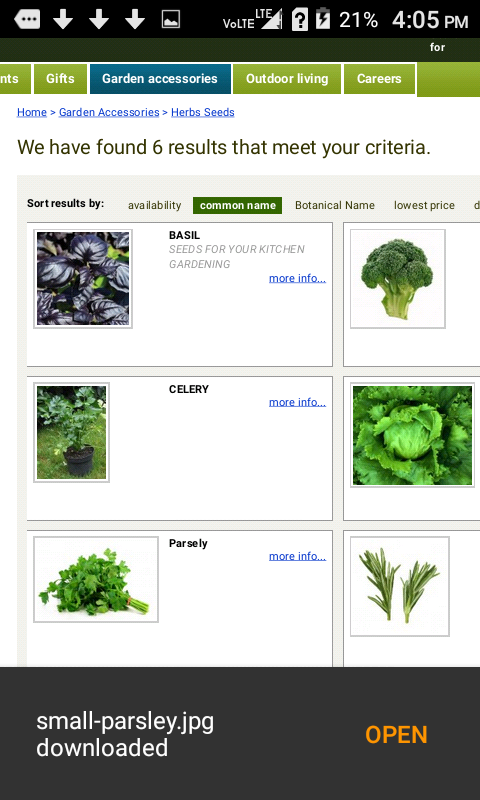 VoLTE LTE 21% 4:05 PM
for
nts Gifts Garden accessories Outdoor living Careers
Home > Garden Accessories > Herbs Seeds
We have found 6 results that meet your criteria.
Sort results by: availability common name Botanical Name lowest price d
BASIL
SEEDS FOR YOUR KITCHEN
GARDENING
more info...
CELERY
more info...
Parsely
more info...
small-parsley.jpg
downloaded
OPEN